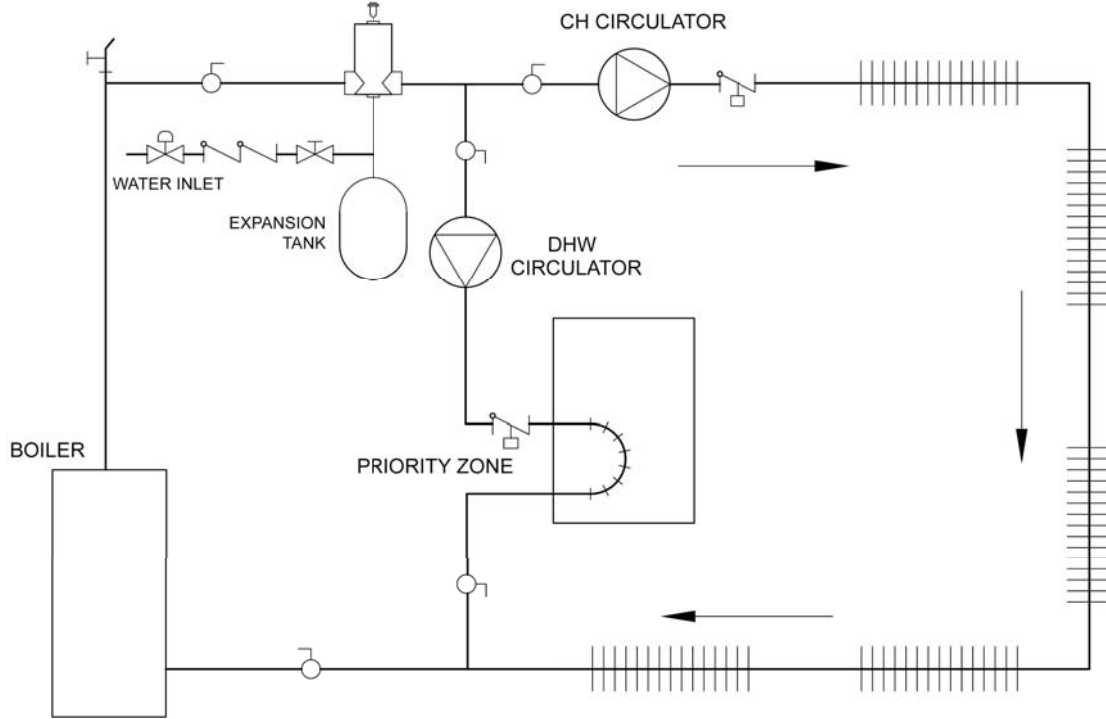 CH CIRCULATOR
WATER INLET
EXPANSION
TANK
DHW
CIRCULATOR
BOILER
PRIORITY ZONE